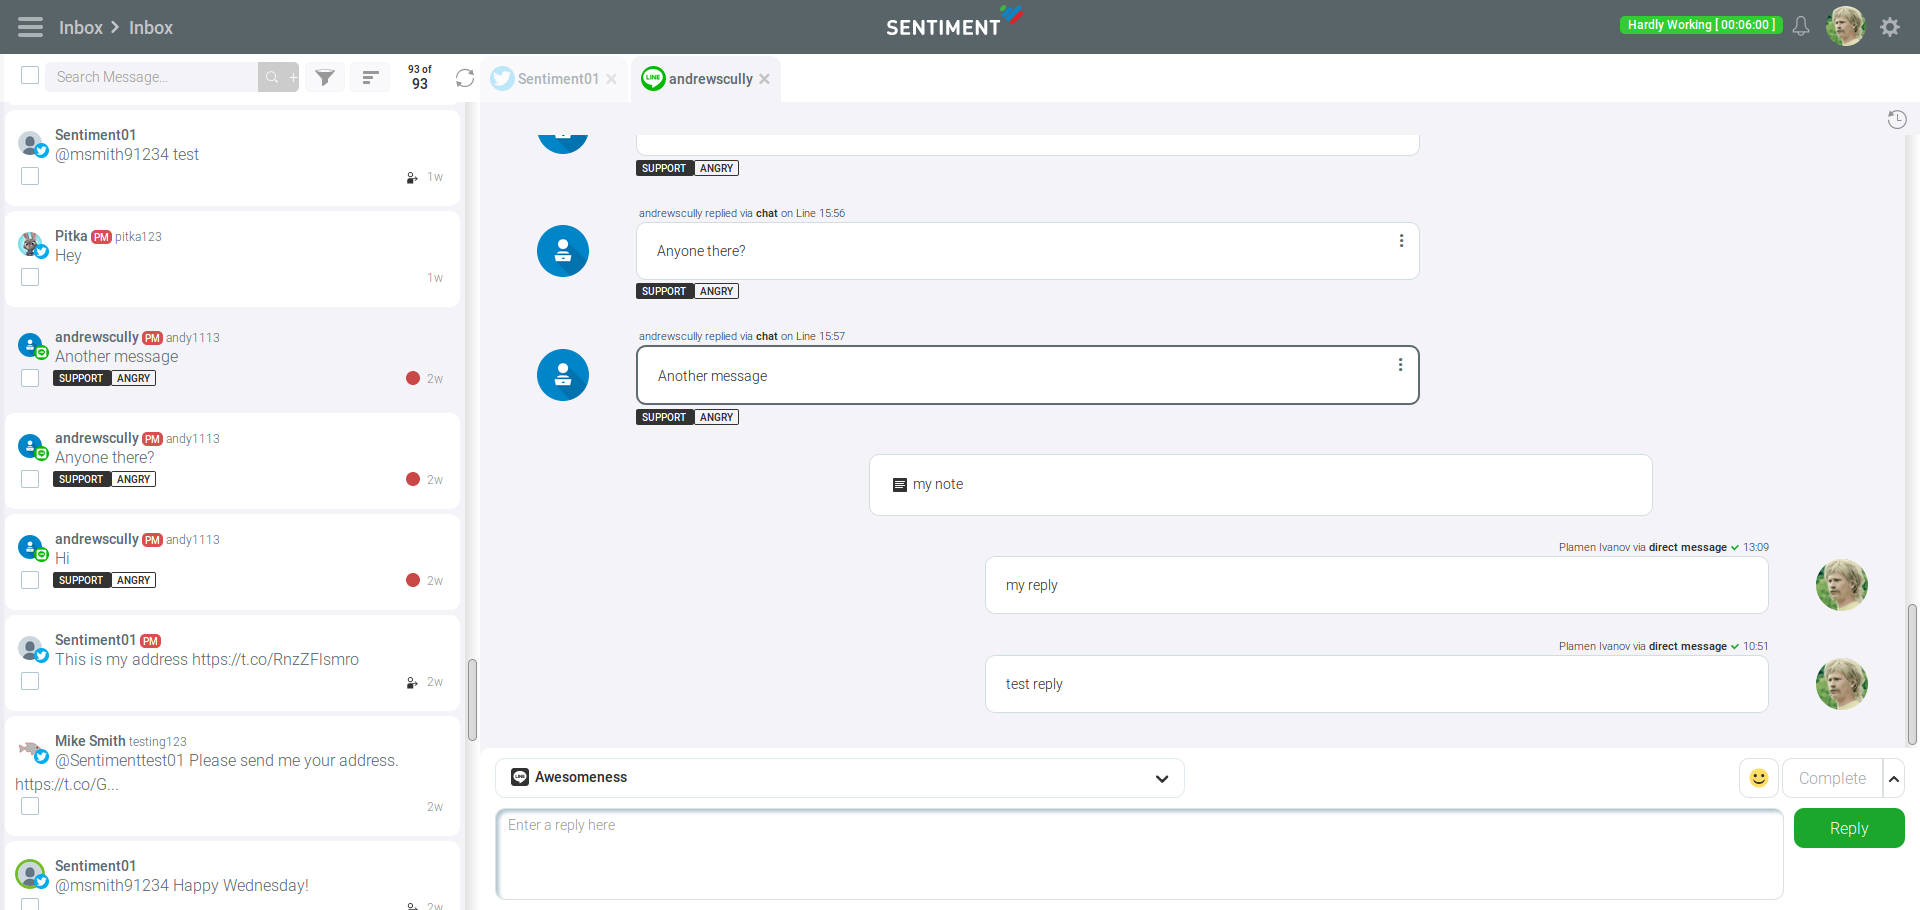 Inbox > Inbox
SENTIMENT
Hardly Working [ 00:06:00 ]
Search Message...
+
93 of
93
Sentiment01
LINE andrewscully
Sentiment01
@msmith91234 test
1w
Pitka PM pitka123
Hey
1w
andrewscully PM andy1113
Another message
SUPPORT ANGRY
2w
andrewscully PM andy1113
Anyone there?
SUPPORT ANGRY
2w
andrewscully PM andy1113
Hi
SUPPORT ANGRY
2w
Sentiment01 PM
This is my address https://t.co/RnzZFlsmro
2w
Mike Smith testing123
@Sentimenttest01 Please send me your address.
https://t.co/G...
2w
Sentiment01
@msmith91234 Happy Wednesday!
2w
SUPPORT ANGRY
andrewscully replied via chat on Line 15:56
Anyone there?
SUPPORT ANGRY
andrewscully replied via chat on Line 15:57
Another message
SUPPORT ANGRY
my note
Plamen Ivanov via direct message 13:09
my reply
Plamen Ivanov via direct message 10:51
test reply
LINE Awesomeness
Complete
Enter a reply here
Reply